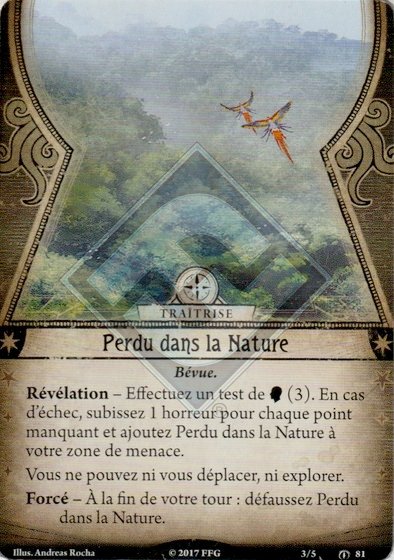 TRAÎTRISE
Perdu dans la Nature
Bévue.
Révélation – Effectuez un test de (3). En cas
d'échec, subissez 1 horreur pour chaque point
manquant et ajoutez Perdu dans la Nature à
votre zone de menace.
Vous ne pouvez ni vous déplacer, ni explorer.
Forcé – À la fin de votre tour : défaussez Perdu
dans la Nature.
Illus. Andreas Rocha © 2017 FFG 3/5 81